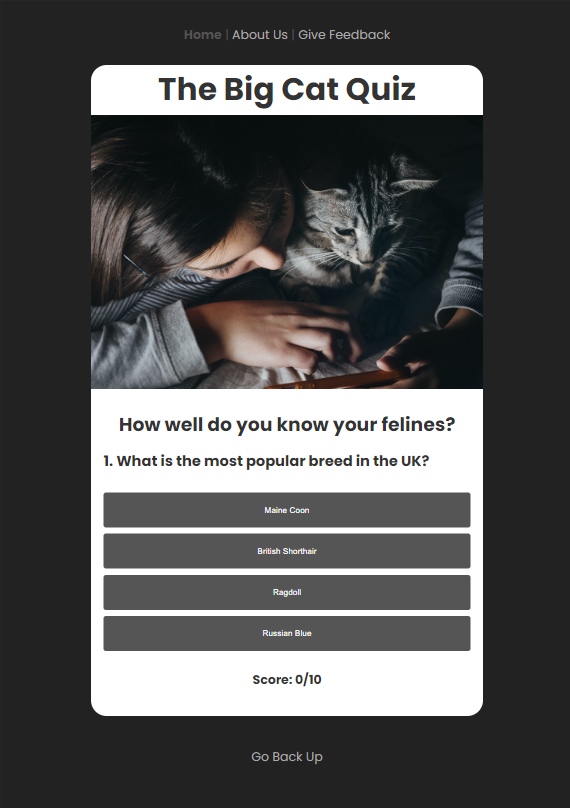 Home | About Us | Give Feedback
The Big Cat Quiz
How well do you know your felines?
1. What is the most popular breed in the UK?
Maine Coon
British Shorthair
Ragdoll
Russian Blue
Score: 0/10
Go Back Up